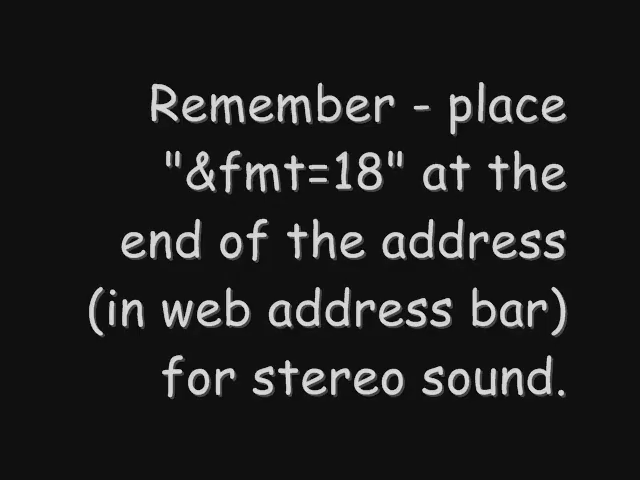 Remember - place
"&fmt=18" at the
end of the address
(in web address bar)
for stereo sound.